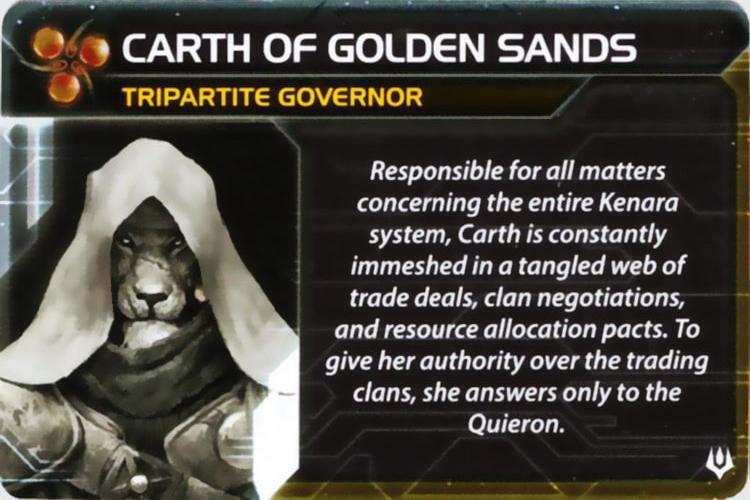 CARTH OF GOLDEN SANDS
TRIPARTITE GOVERNOR
Responsible for all matters
concerning the entire Kenara
system, Carth is constantly
immeshed in a tangled web of
trade deals, clan negotiations,
and resource allocation pacts. To
give her authority over the trading
clans, she answers only to the
Quieron.